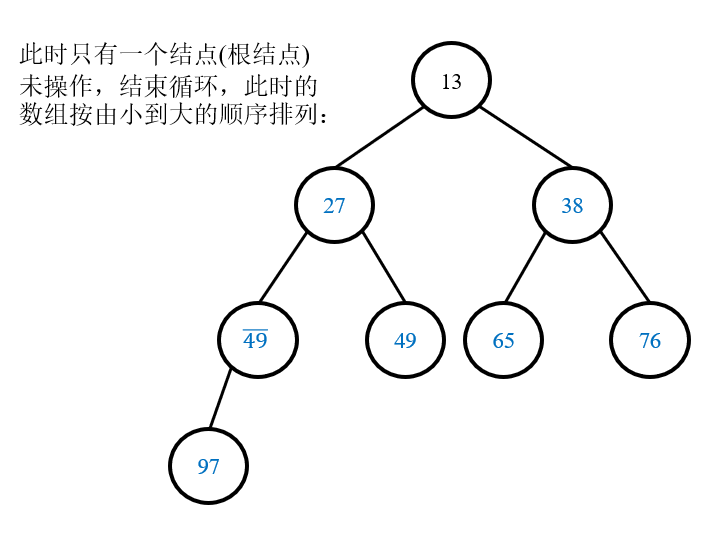 此时只有一个结点(根结点)
未操作，结束循环，此时的
数组按由小到大的顺序排列：
13
27
38
4̅9̅
49
65
76
97